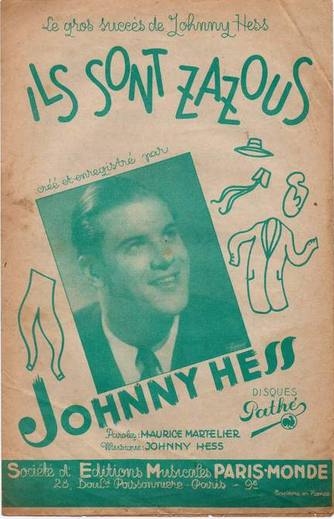 Le gros succès de Johnny Hess
ILS SONT ZAZOUS
créé et enregistré par
JOHNNY HESS
DISQUES
Pathé
Paroles: MAURICE MARTELIER
Musique: JOHNNY HESS
Société d'Editions Musicales PARIS-MONDE
28, Bould Poissonnière - Paris - 9e